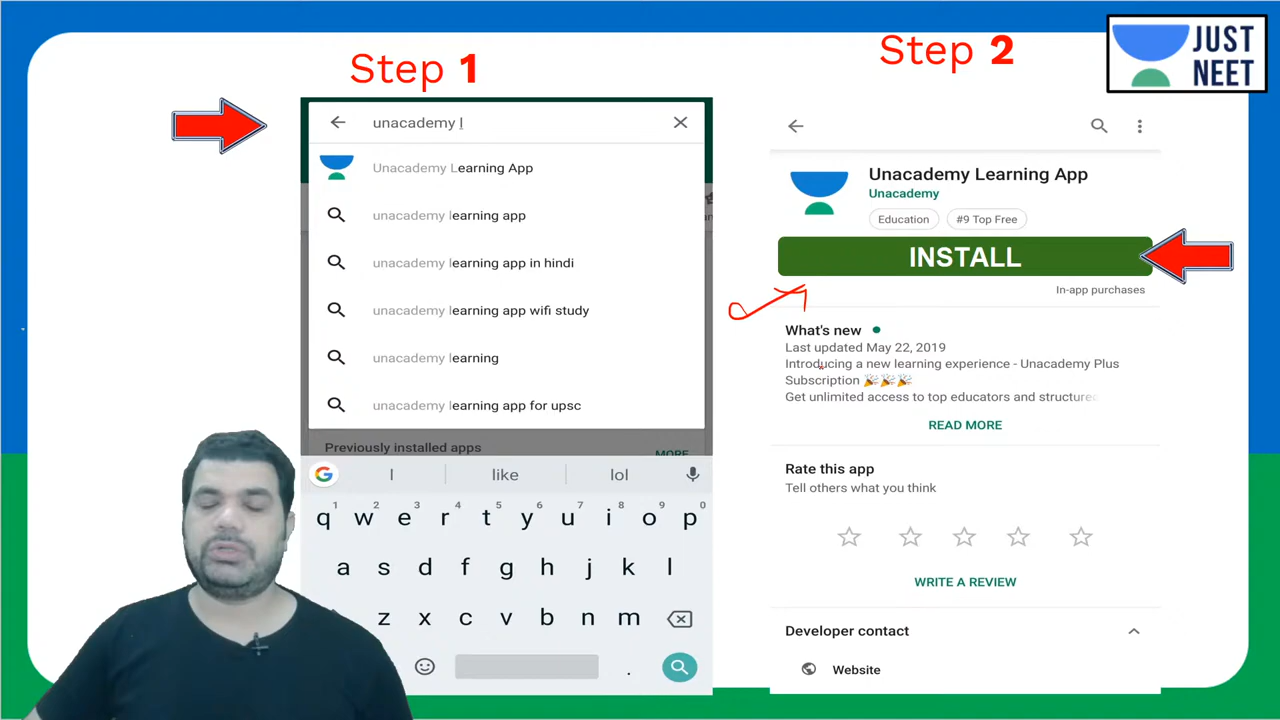 Step 1
unacademy l
Unacademy Learning App
unacademy learning app
unacademy learning app in hindi
unacademy learning app wifi study
unacademy learning
unacademy learning app for upsc
Previously installed apps
MORE
G
l like lol
1 2 3 4 5 6 7 8 9 0
q w e r t y u i o p
a s d f g h j k l
z x c v b n m
.
Step 2
JUST
NEET
Unacademy Learning App
Unacademy
Education
#9 Top Free
INSTALL
In-app purchases
What's new
Last updated May 22, 2019
Introducing a new learning experience - Unacademy Plus
Subscription 🎉🎉🎉
Get unlimited access to top educators and structured
READ MORE
Rate this app
Tell others what you think
WRITE A REVIEW
Developer contact
Website